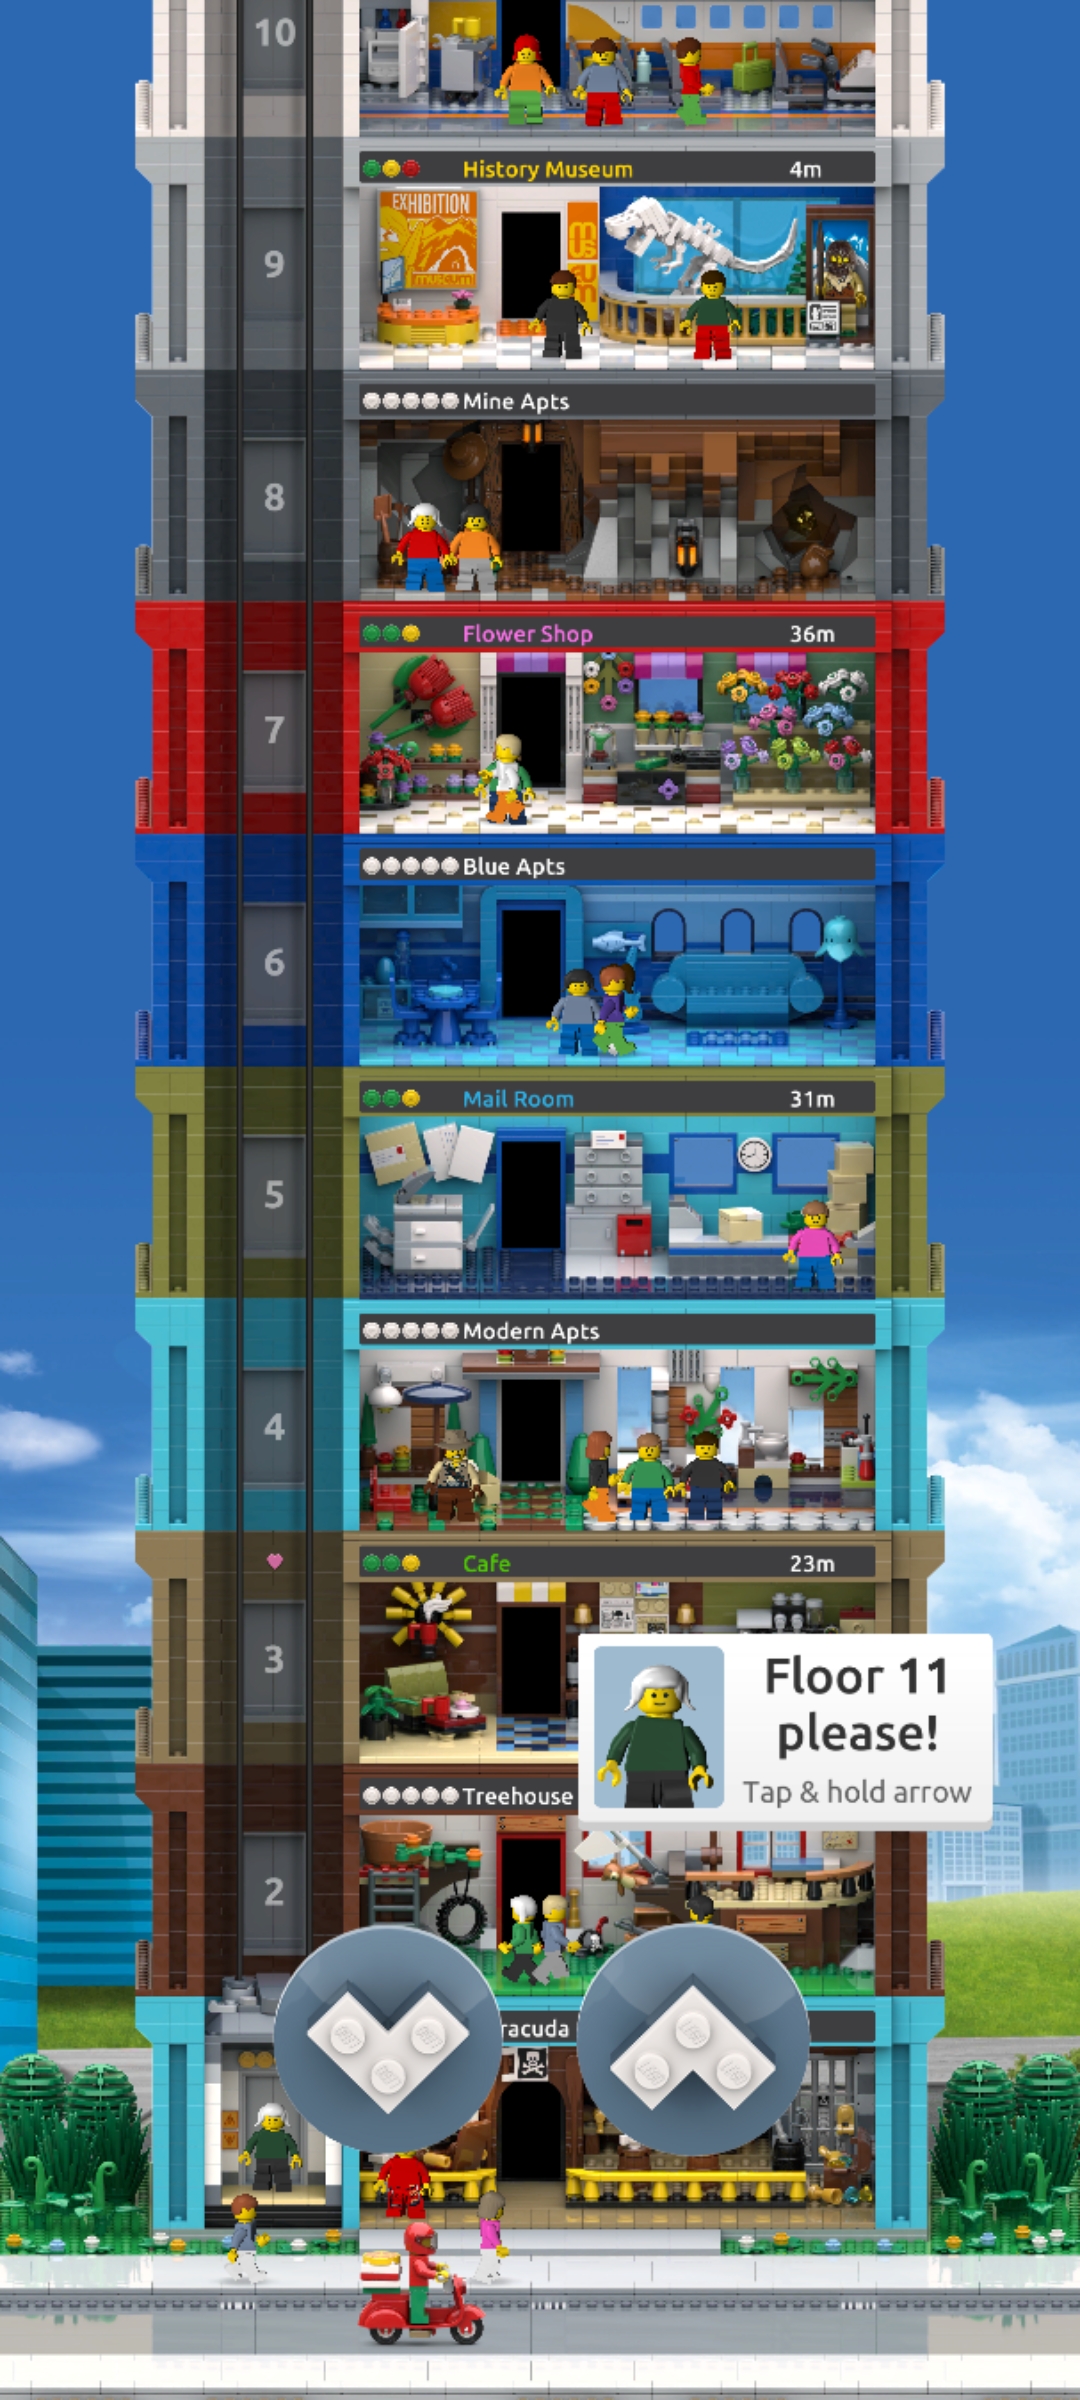 10
History Museum 4m
EXHIBITION
museum
museum
9
Mine Apts
8
Flower Shop 36m
7
Blue Apts
6
Mail Room 31m
5
Modern Apts
4
Cafe 23m
3
Floor 11
please!
Tap & hold arrow
Treehouse
2
racuda